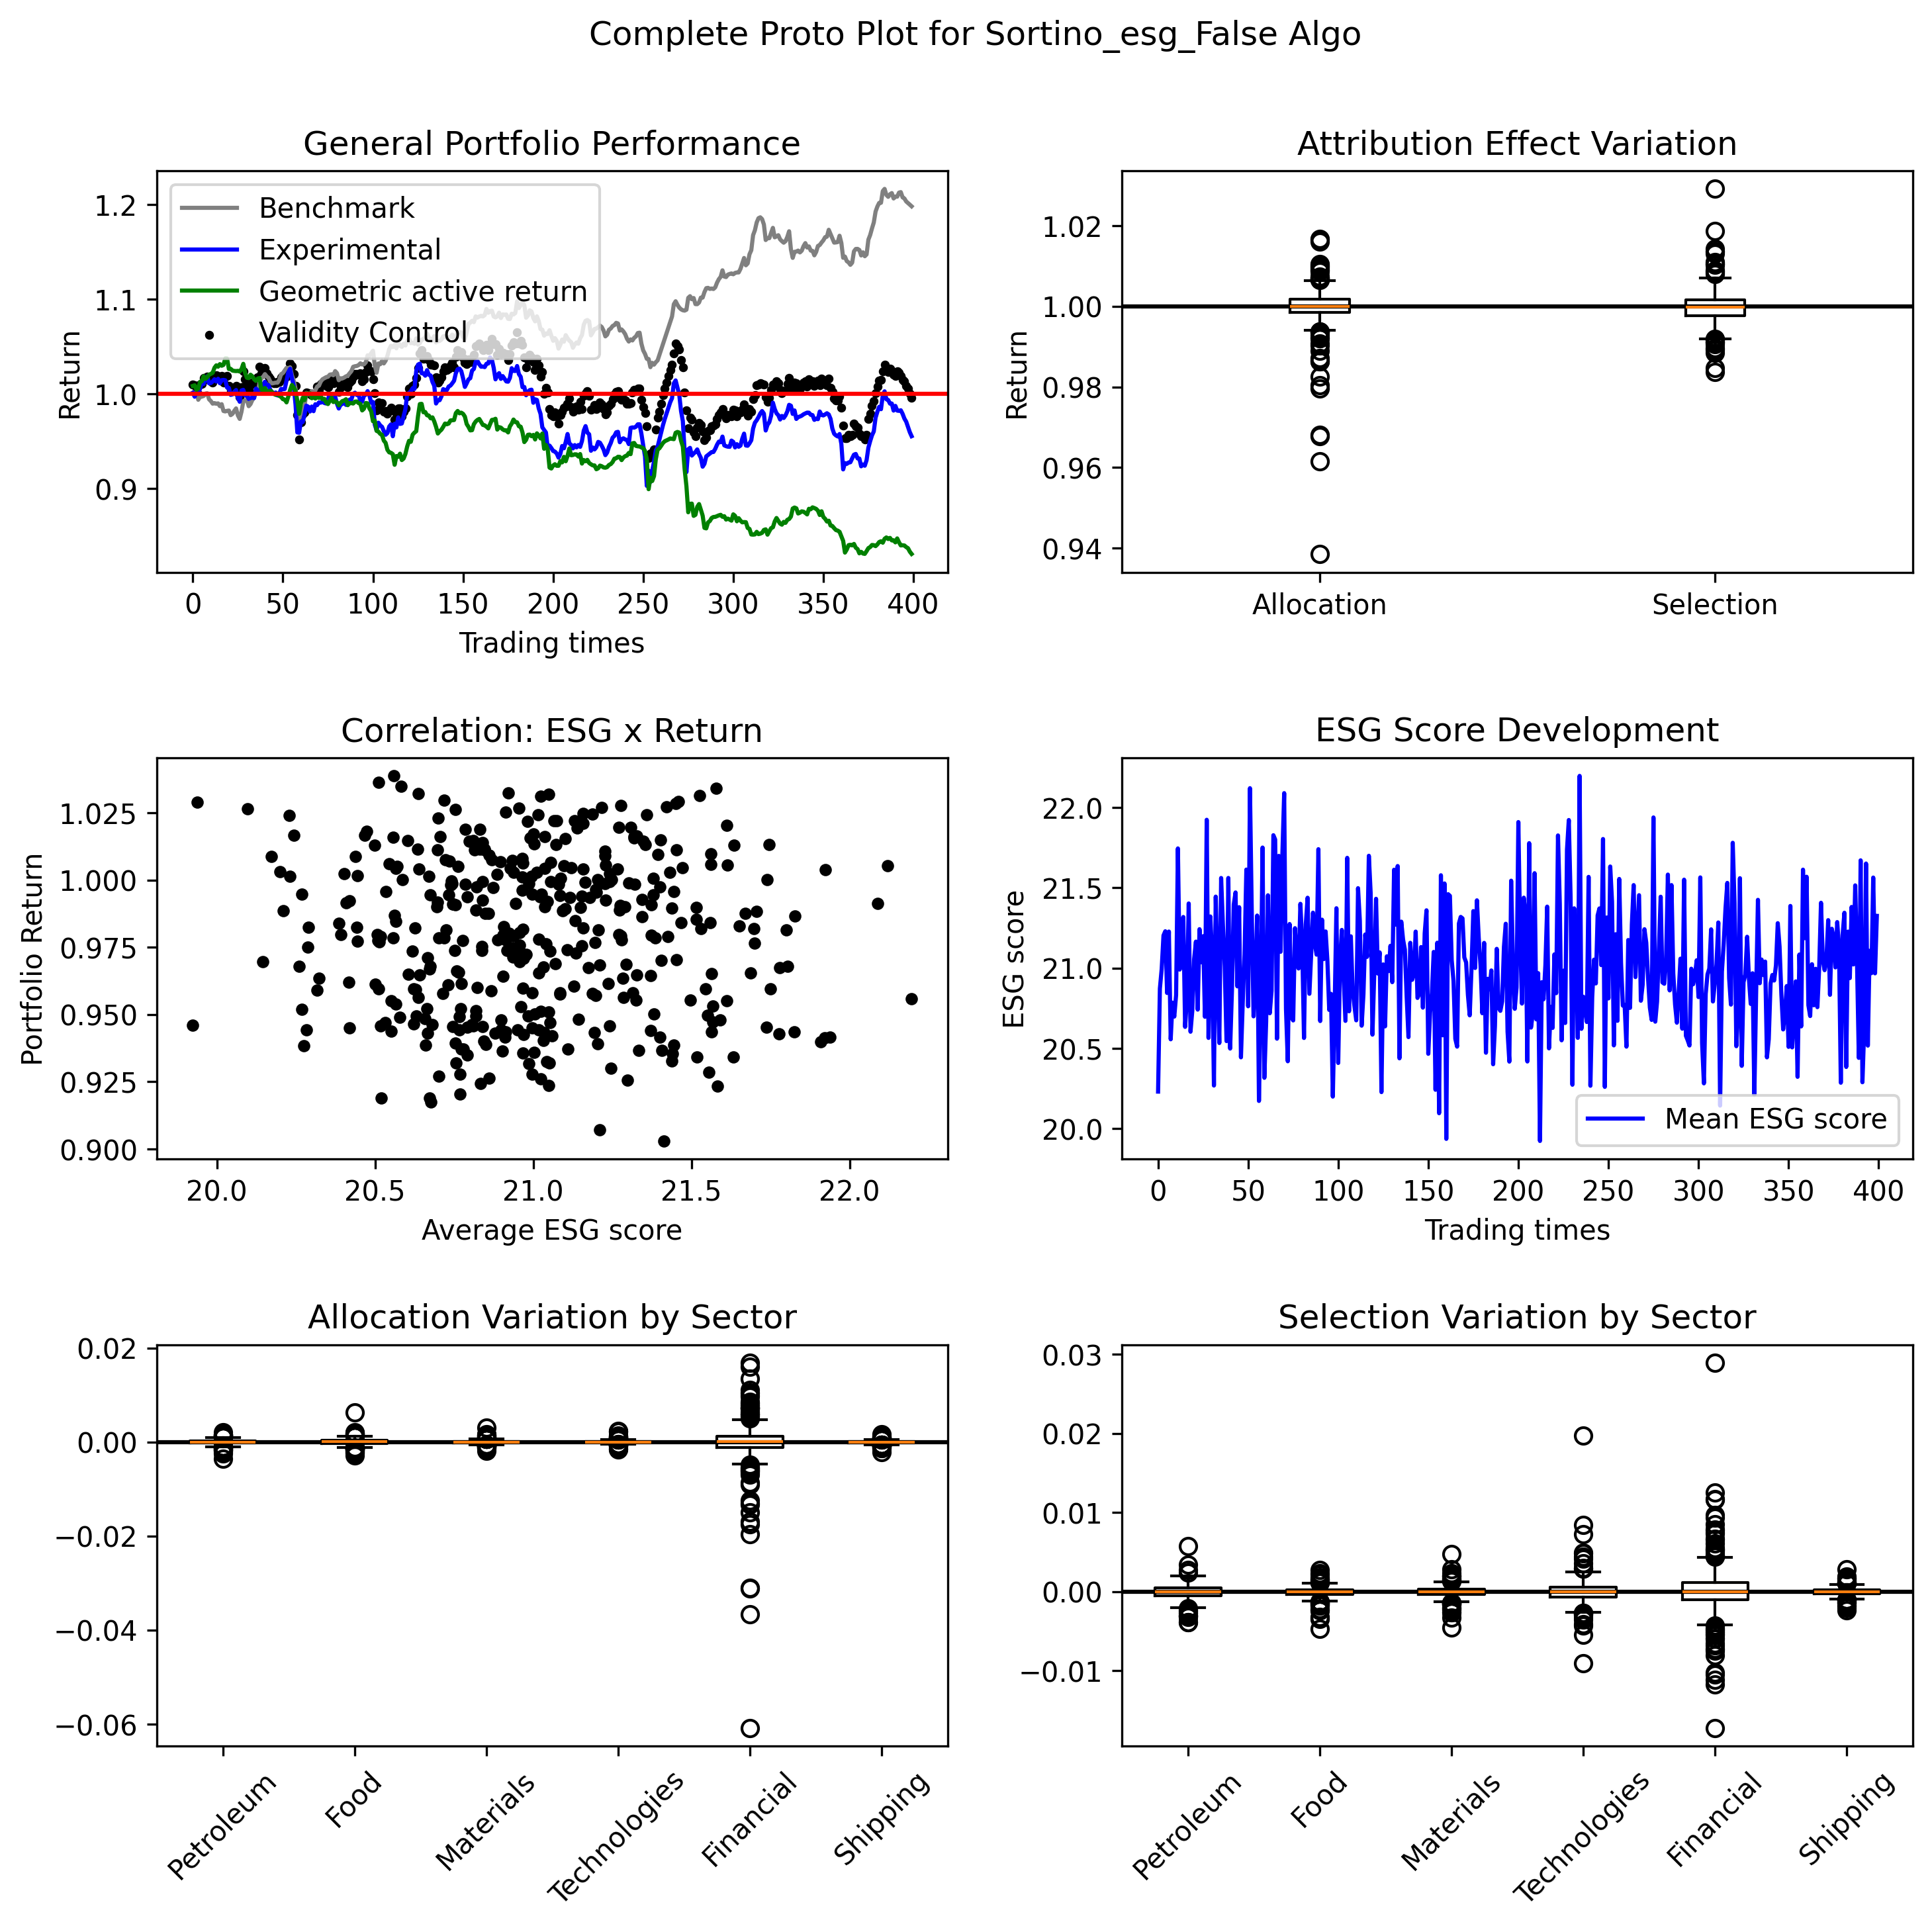 Complete Proto Plot for Sortino_esg_False Algo
General Portfolio Performance
Return
1.2
1.1
1.0
0.9
Benchmark
Experimental
Geometric active return
Validity Control
0 50 100 150 200 250 300 350 400
Trading times
Attribution Effect Variation
Return
1.02
1.00
0.98
0.96
0.94
Allocation Selection
Correlation: ESG x Return
Portfolio Return
1.025
1.000
0.975
0.950
0.925
0.900
20.0 20.5 21.0 21.5 22.0
Average ESG score
ESG Score Development
ESG score
22.0
21.5
21.0
20.5
20.0
Mean ESG score
0 50 100 150 200 250 300 350 400
Trading times
Allocation Variation by Sector
0.02
0.00
−0.02
−0.04
−0.06
Petroleum
Food
Materials
Technologies
Financial
Shipping
Selection Variation by Sector
0.03
0.02
0.01
0.00
−0.01
Petroleum
Food
Materials
Technologies
Financial
Shipping